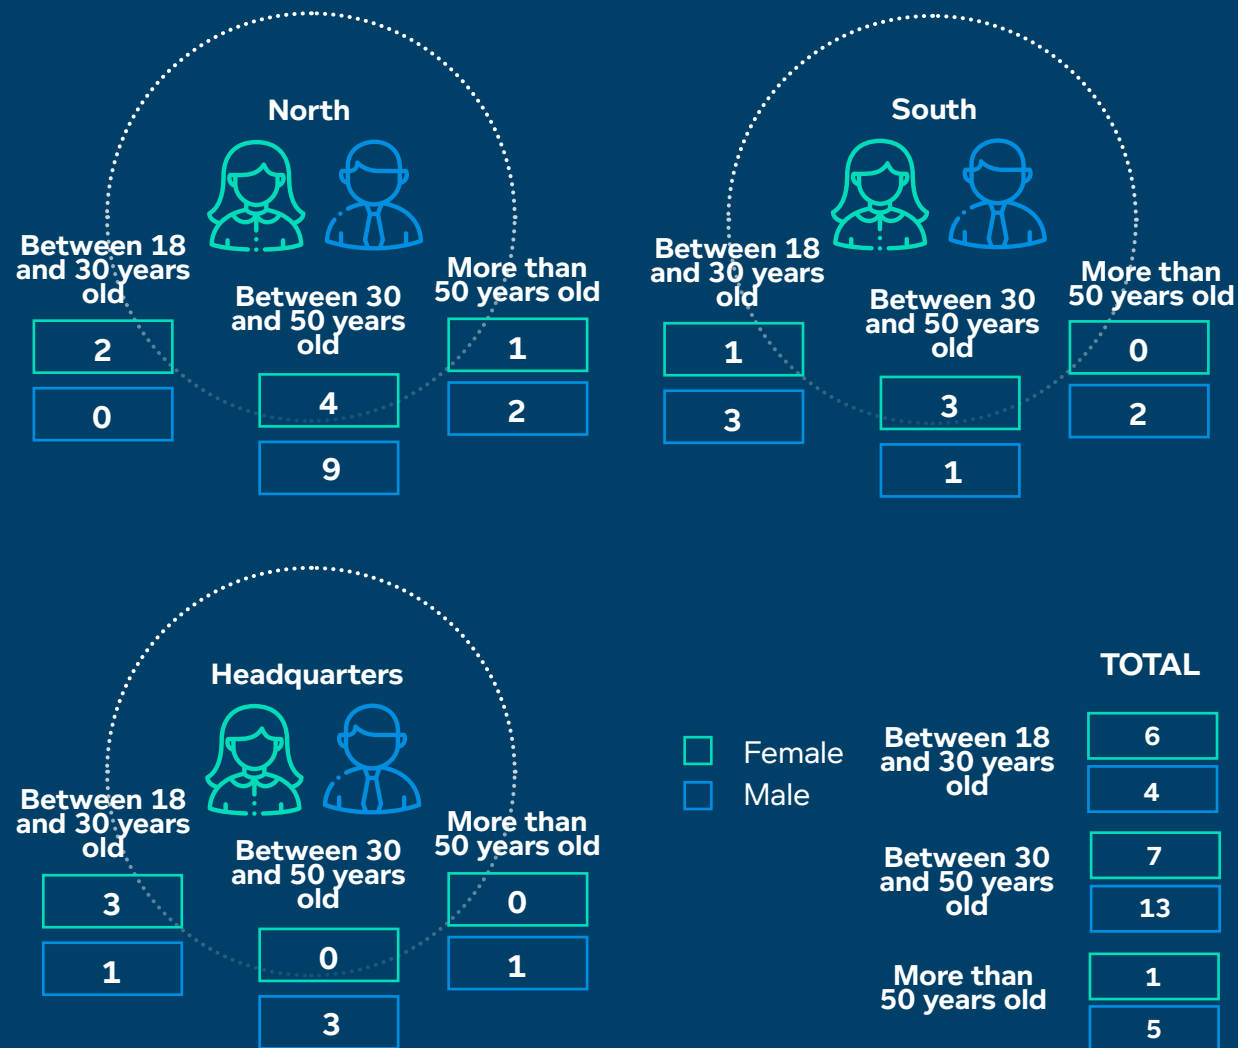 North
Between 18
and 30 years
old
2
0
Between 30
and 50 years
old
4
9
More than
50 years old
1
2
South
Between 18
and 30 years
old
1
3
Between 30
and 50 years
old
3
1
More than
50 years old
0
2
Headquarters
Between 18
and 30 years
old
3
1
Between 30
and 50 years
old
0
3
More than
50 years old
0
1
Female
Male
TOTAL
Between 18
and 30 years
old
6
4
Between 30
and 50 years
old
7
13
More than
50 years old
1
5